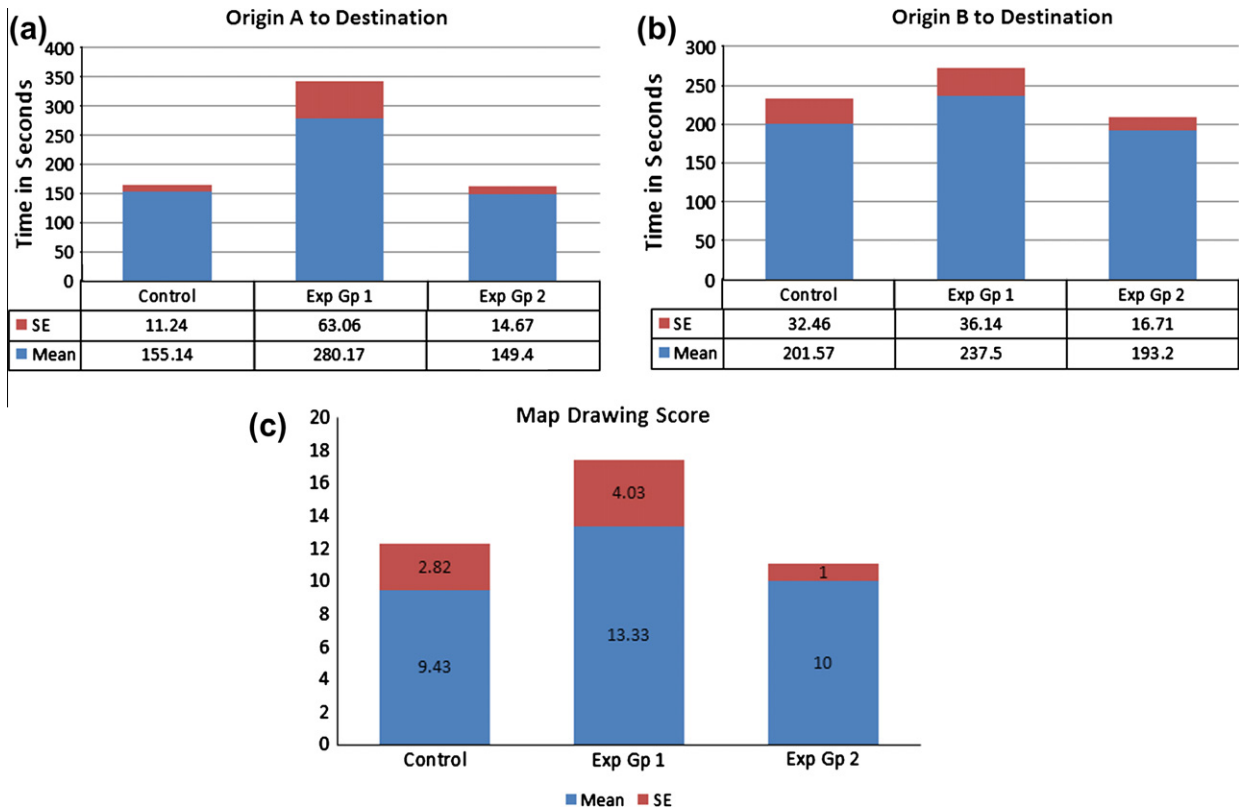 (a)
Origin A to Destination
Time in Seconds
400
350
300
250
200
150
100
50
0
Control Exp Gp 1 Exp Gp 2
SE 11.24 63.06 14.67
Mean 155.14 280.17 149.4
(b)
Origin B to Destination
Time in Seconds
300
250
200
150
100
50
0
Control Exp Gp 1 Exp Gp 2
SE 32.46 36.14 16.71
Mean 201.57 237.5 193.2
(c)
Map Drawing Score
20
18
16
14
12
10
8
6
4
2
0
2.82
9.43
4.03
13.33
1
10
Control Exp Gp 1 Exp Gp 2
Mean SE